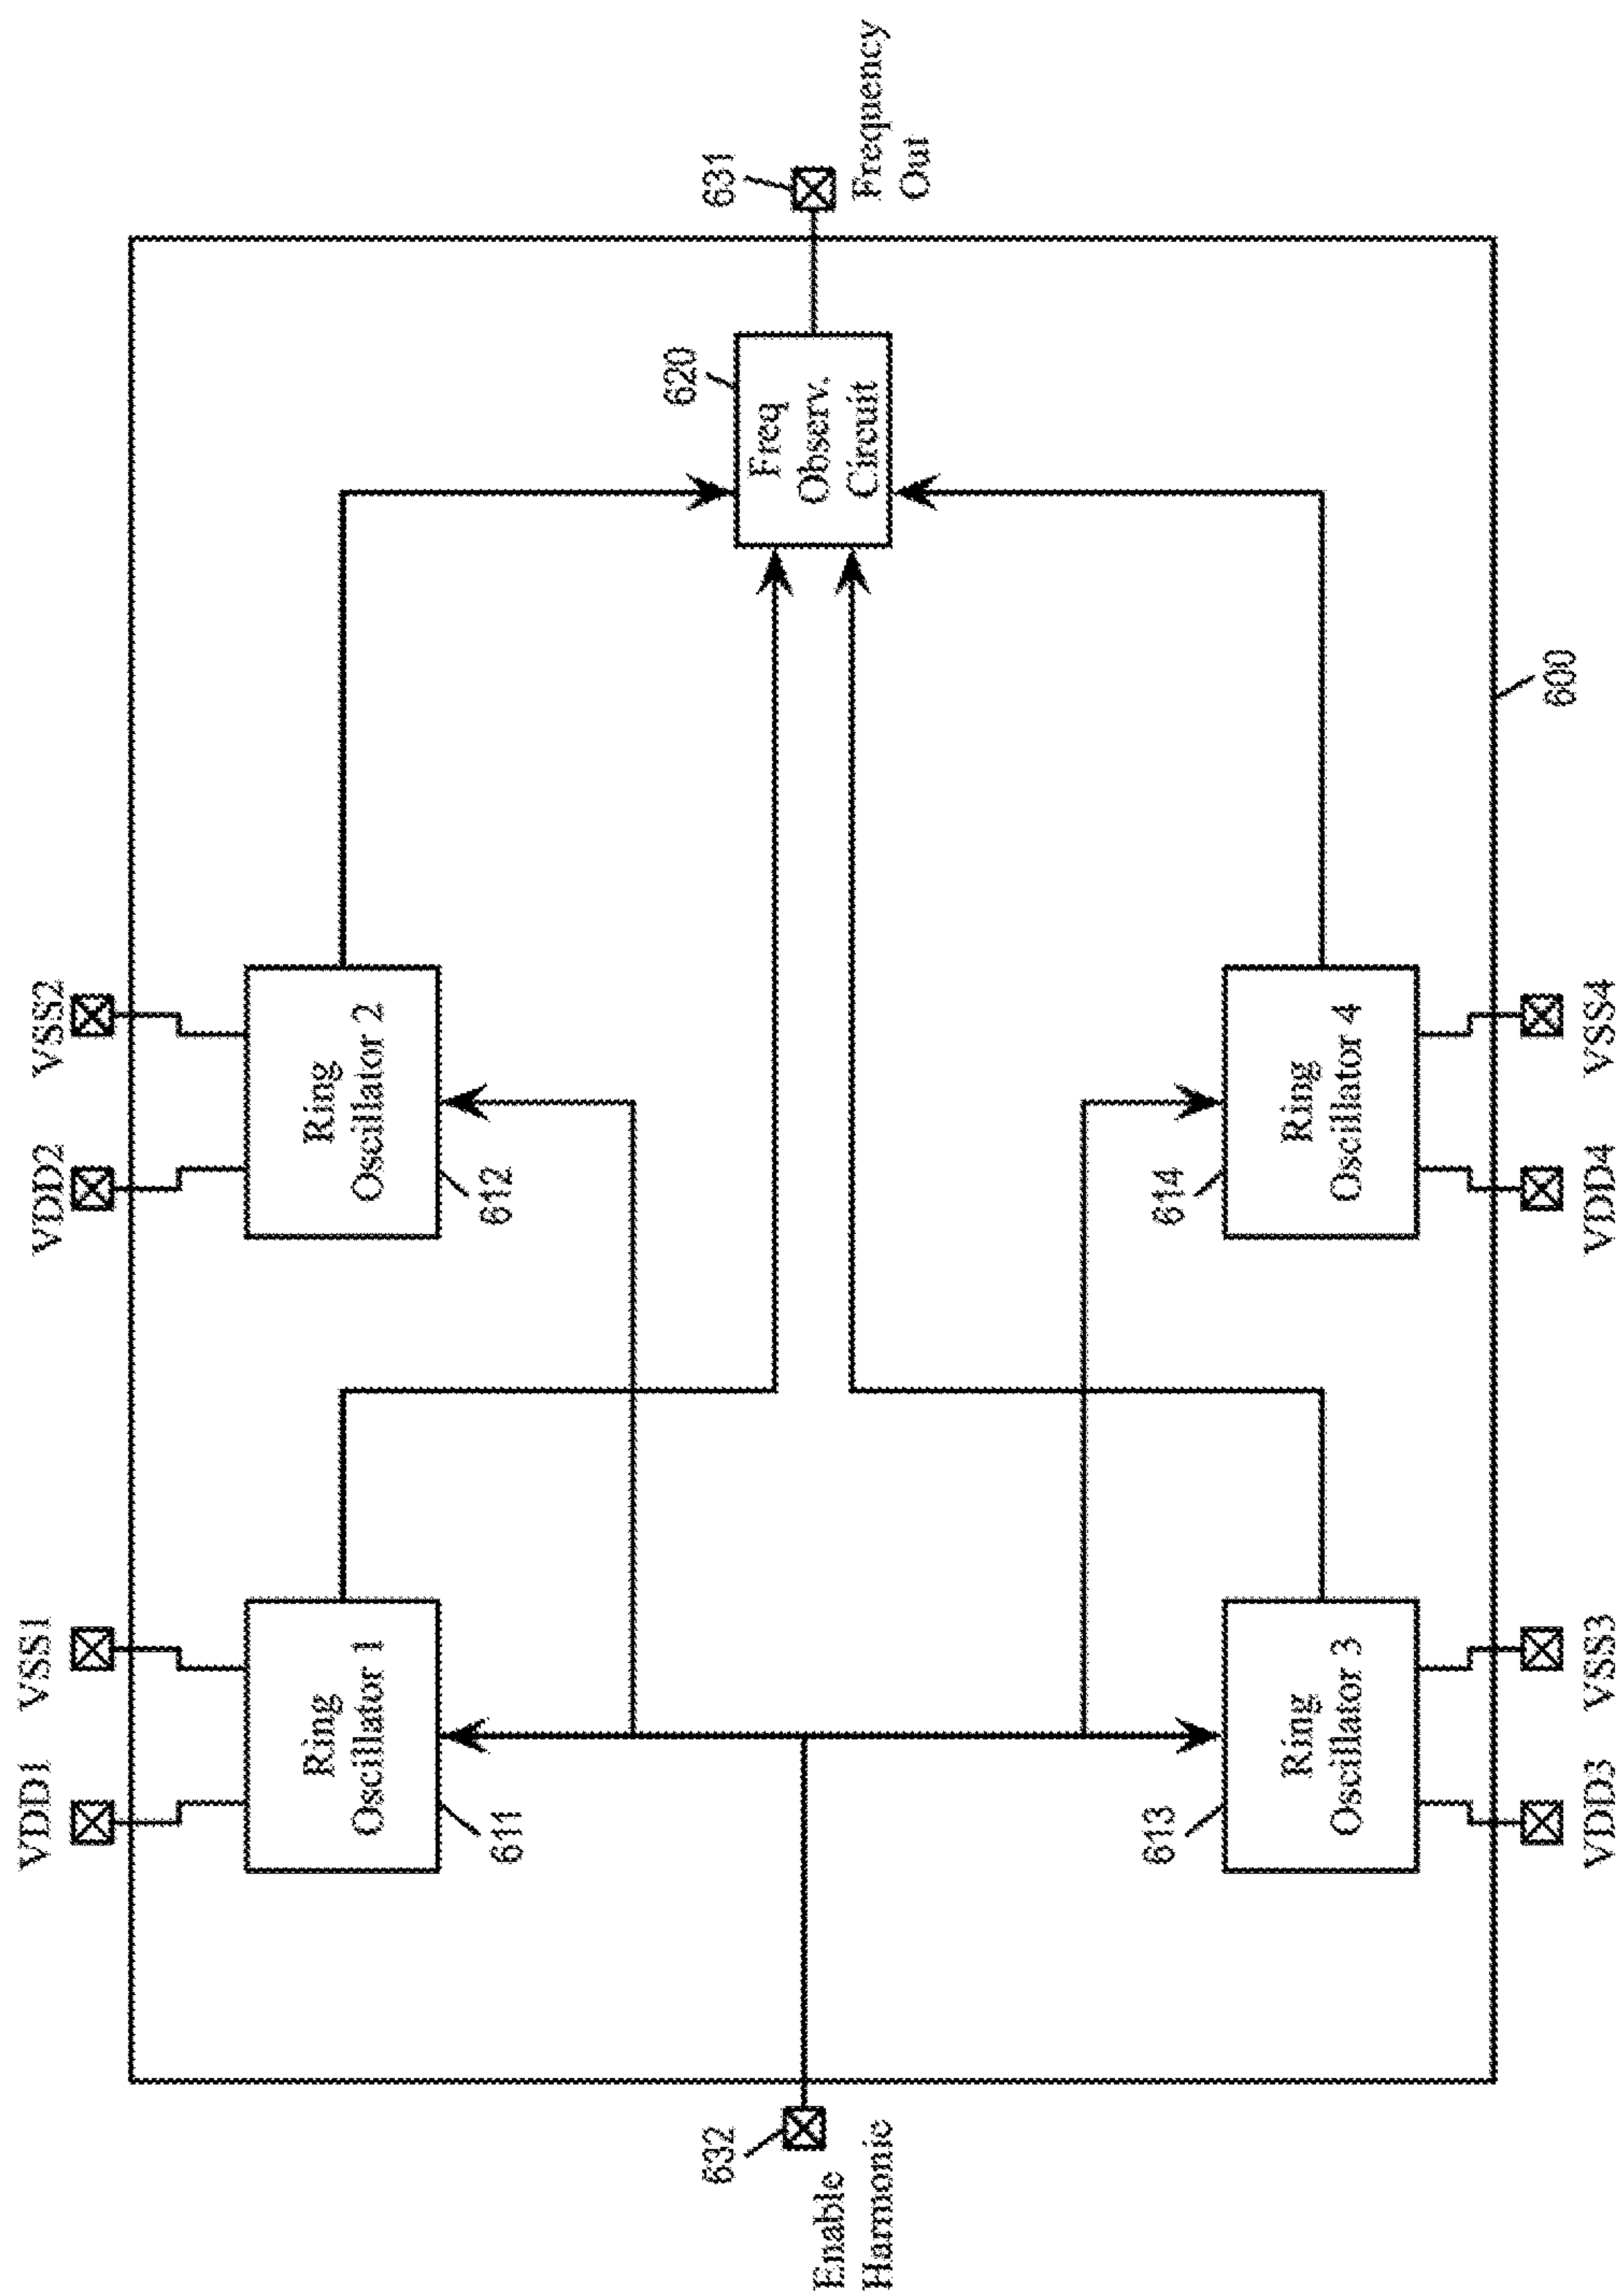 VDD1
VSS1
VDD2
VSS2
Ring
Oscillator 1
Ring
Oscillator 2
611
612
632
Enable
Harmonic
620
Freq
Observ.
Circuit
631
Frequency
Out
613
614
Ring
Oscillator 3
Ring
Oscillator 4
600
VDD3
VSS3
VDD4
VSS4